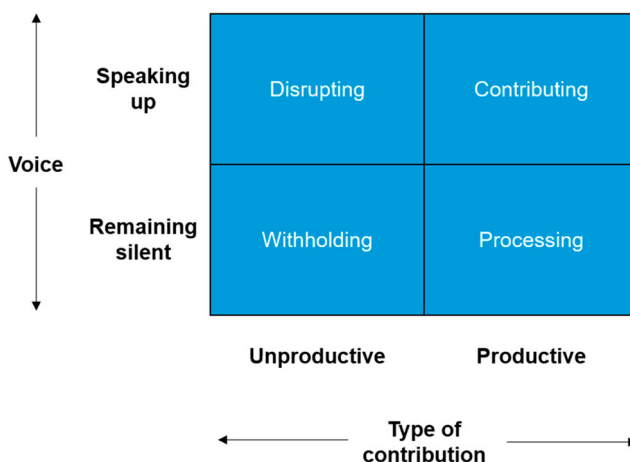 Speaking
up
Disrupting
Contributing
Voice
Remaining
silent
Withholding
Processing
Unproductive
Productive
Type of
contribution